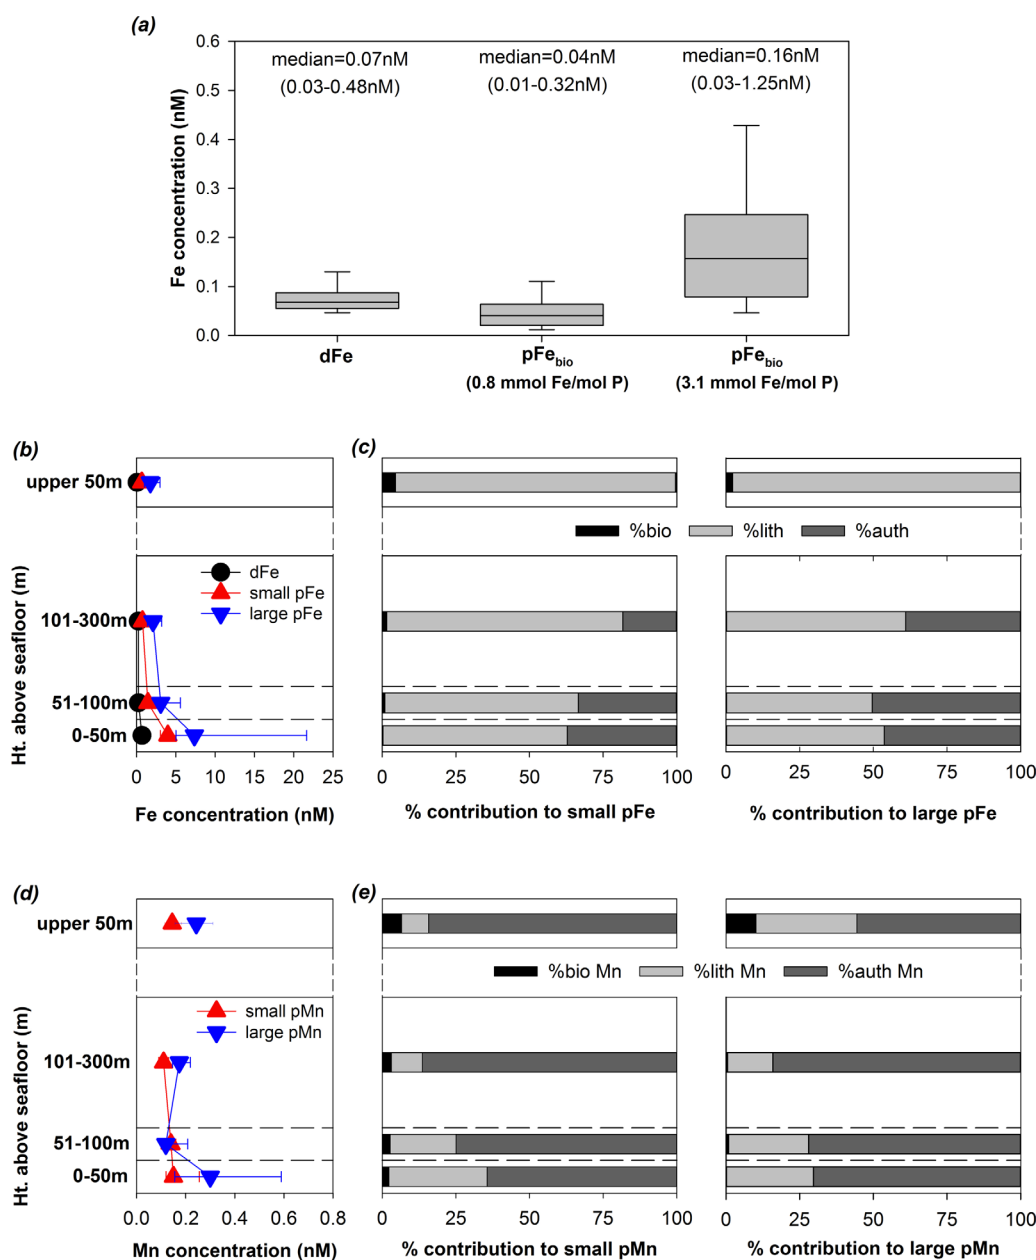 (a)
0.6
0.5
0.4
0.3
0.2
0.1
0.0
Fe concentration (nM)
median=0.07nM
(0.03-0.48nM)
median=0.04nM
(0.01-0.32nM)
median=0.16nM
(0.03-1.25nM)
dFe
pFebio
(0.8 mmol Fe/mol P)
pFebio
(3.1 mmol Fe/mol P)
(b)
upper 50m
101-300m
51-100m
0-50m
Ht. above seafloor (m)
dFe
small pFe
large pFe
0 5 10 15 20 25
Fe concentration (nM)
(c)
%bio %lith %auth
0 25 50 75 100
% contribution to small pFe
0 25 50 75 100
% contribution to large pFe
(d)
upper 50m
101-300m
51-100m
0-50m
Ht. above seafloor (m)
small pMn
large pMn
0.0 0.2 0.4 0.6 0.8
Mn concentration (nM)
(e)
%bio Mn %lith Mn %auth Mn
0 25 50 75 100
% contribution to small pMn
0 25 50 75 100
% contribution to large pMn